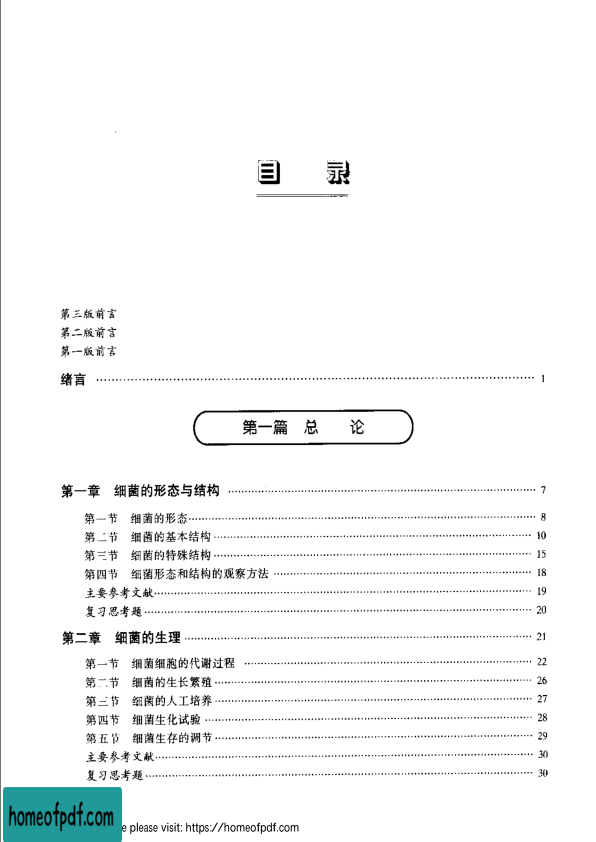 目 录
第三版前言
第二版前言
第一版前言
绪言 1
第一篇 总 论
第一章 细菌的形态与结构 7
第一节 细菌的形态 8
第二节 细菌的基本结构 10
第三节 细菌的特殊结构 15
第四节 细菌形态和结构的观察方法 18
主要参考文献 19
复习思考题 20
第二章 细菌的生理 21
第一节 细菌细胞的代谢过程 22
第二节 细菌的生长繁殖 26
第三节 细菌的人工培养 27
第四节 细菌生化试验 28
第五节 细菌生存的调节 29
主要参考文献 30
复习思考题 30
homeofpdf.com
e please visit: https://homeofpdf.com